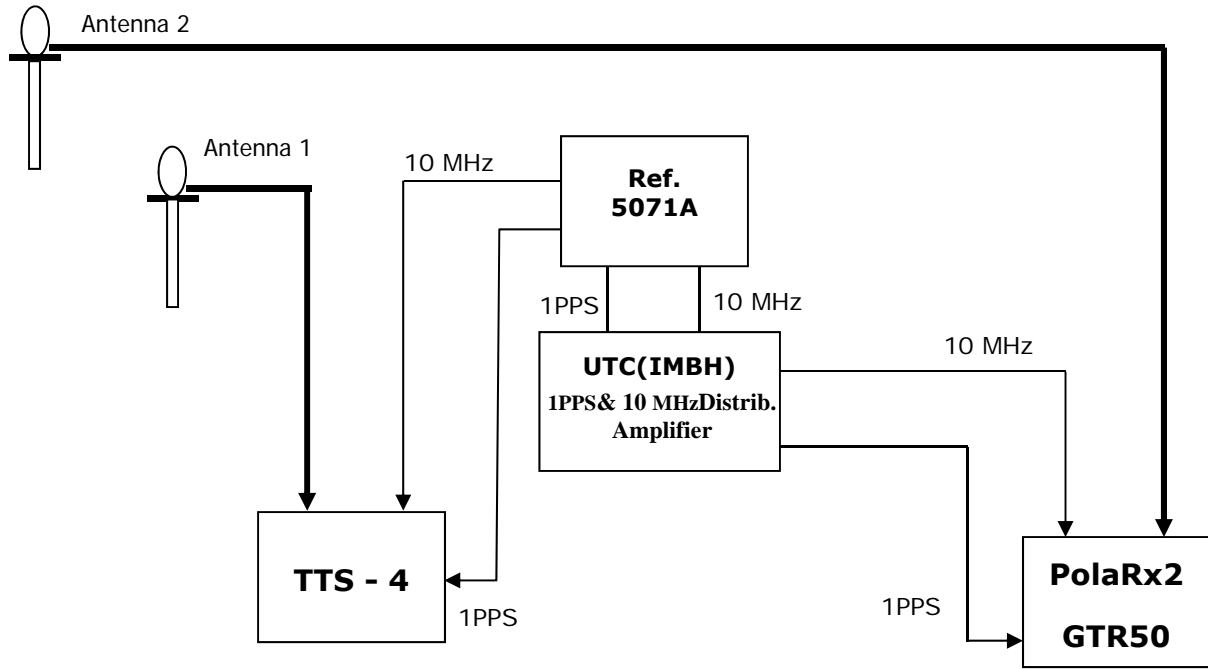 Antenna 2
Antenna 1
10 MHz
Ref.
5071A
1PPS
10 MHz
UTC(IMBH)
1PPS& 10 MHzDistrib.
Amplifier
10 MHz
TTS - 4
1PPS
1PPS
PolaRx2
GTR50